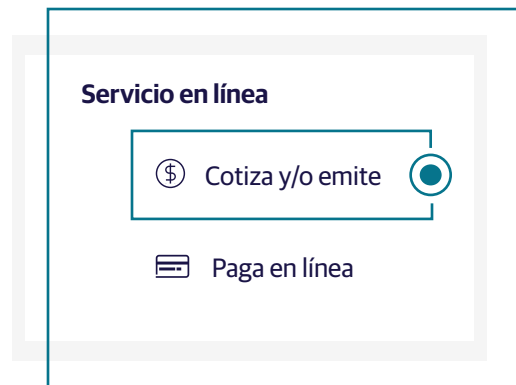 Servicio en línea
Cotiza y/o emite
Paga en línea